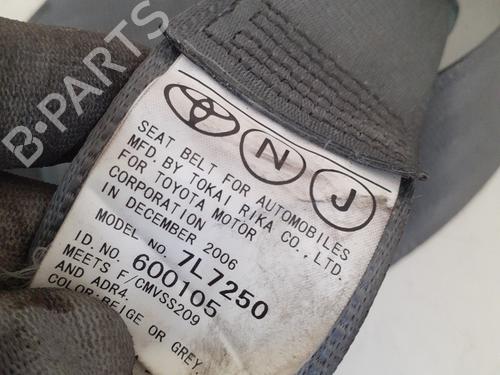 B-PARTS
N J
SEAT BELT FOR AUTOMOBILES
MFD. BY TOKAI RIKA CO., LTD.
FOR TOYOTA MOTOR
CORPORATION
IN DECEMBER 2006
MODEL NO. 7L7250
ID. NO. 600105
MEETS F/CMVSS209
AND ADR4.
COLOR:BEIGE OR GREY